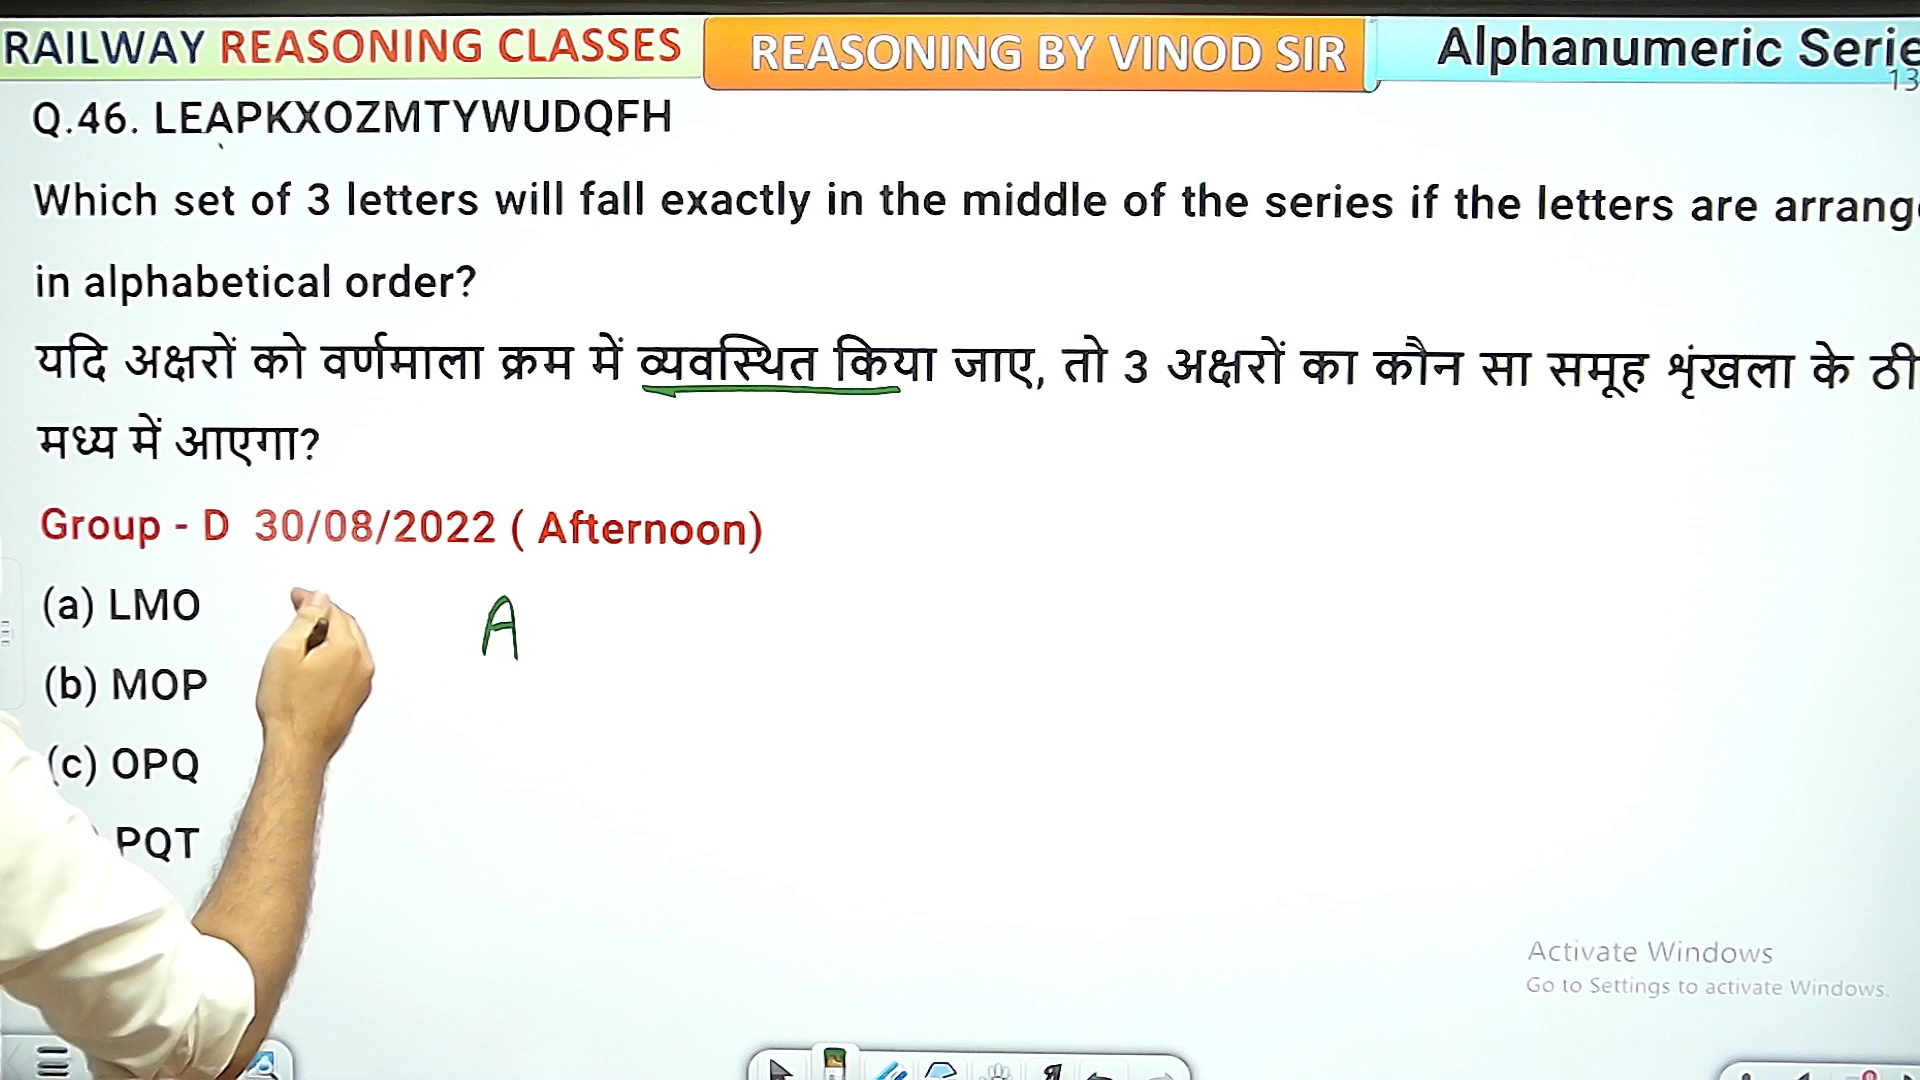 RAILWAY REASONING CLASSES REASONING BY VINOD SIR Alphanumeric Serie
13
Q.46. LEAPKXOZMTYWUDQFH
Which set of 3 letters will fall exactly in the middle of the series if the letters are arrang
in alphabetical order?
यदि अक्षरों को वर्णमाला क्रम में व्यवस्थित किया जाए, तो 3 अक्षरों का कौन सा समूह श्रृंखला के ठी
मध्य में आएगा?
Group - D 30/08/2022 ( Afternoon)
(a) LMO
A
(b) MOP
(c) OPQ
PQT
Activate Windows
Go to Settings to activate Windows.